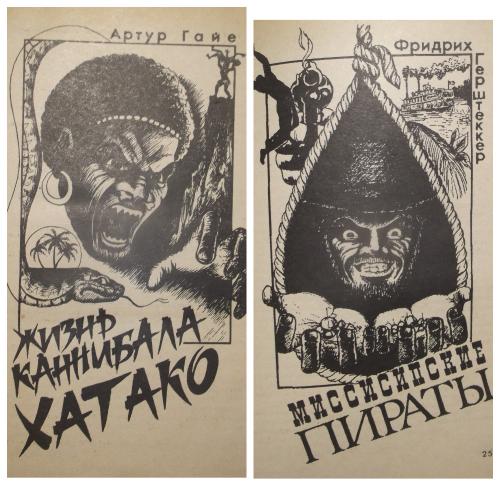 Артур Гайе
ЖИЗНЬ
КАННИБАЛА
ХАТАКО
Фридрих
Герштеккер
МИССИСИПСКИЕ
ПИРАТЫ
25